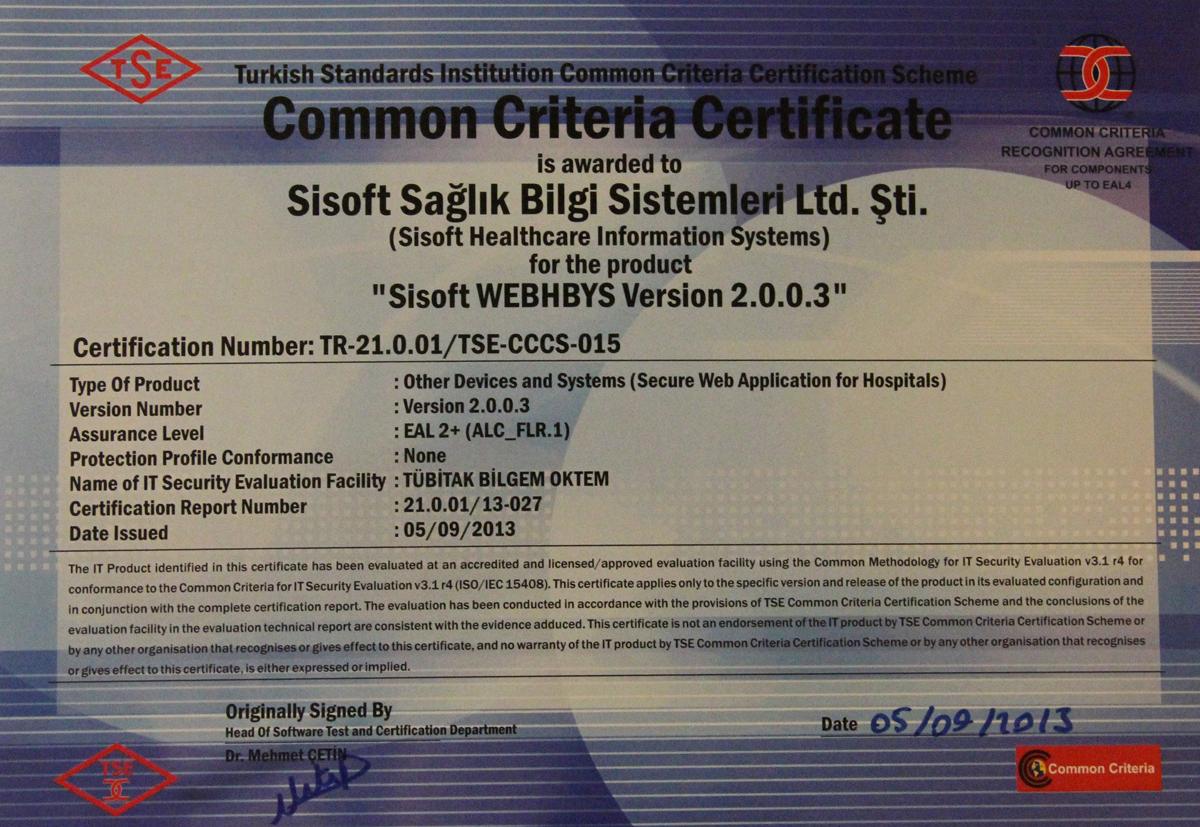 TSE
Turkish Standards Institution Common Criteria Certification Scheme
Common Criteria Certificate
COMMON CRITERIA
RECOGNITION AGREEMENT
FOR COMPONENTS
UP TO EAL4
is awarded to
Sisoft Sağlık Bilgi Sistemleri Ltd. Şti.
(Sisoft Healthcare Information Systems)
for the product
"Sisoft WEBHBYS Version 2.0.0.3"
Certification Number: TR-21.0.01/TSE-CCCS-015
Type Of Product : Other Devices and Systems (Secure Web Application for Hospitals)
Version Number : Version 2.0.0.3
Assurance Level : EAL 2+ (ALC_FLR.1)
Protection Profile Conformance : None
Name of IT Security Evaluation Facility : TÜBİTAK BİLGEM OKTEM
Certification Report Number : 21.0.01/13-027
Date Issued : 05/09/2013
The IT Product identified in this certificate has been evaluated at an accredited and licensed/approved evaluation facility using the Common Methodology for IT Security Evaluation v3.1 r4 for
conformance to the Common Criteria for IT Security Evaluation v3.1 r4 (ISO/IEC 15408). This certificate applies only to the specific version and release of the product in its evaluated configuration and
in conjunction with the complete certification report. The evaluation has been conducted in accordance with the provisions of TSE Common Criteria Certification Scheme and the conclusions of the
evaluation facility in the evaluation technical report are consistent with the evidence adduced. This certificate is not an endorsement of the IT product by TSE Common Criteria Certification Scheme or
by any other organisation that recognises or gives effect to this certificate, and no warranty of the IT product by TSE Common Criteria Certification Scheme or by any other organisation that recognises
or gives effect to this certificate, is either expressed or implied.
Originally Signed By
Head Of Software Test and Certification Department
Dr. Mehmet ÇETİN
Date 05/09/2013
TSE
Common Criteria